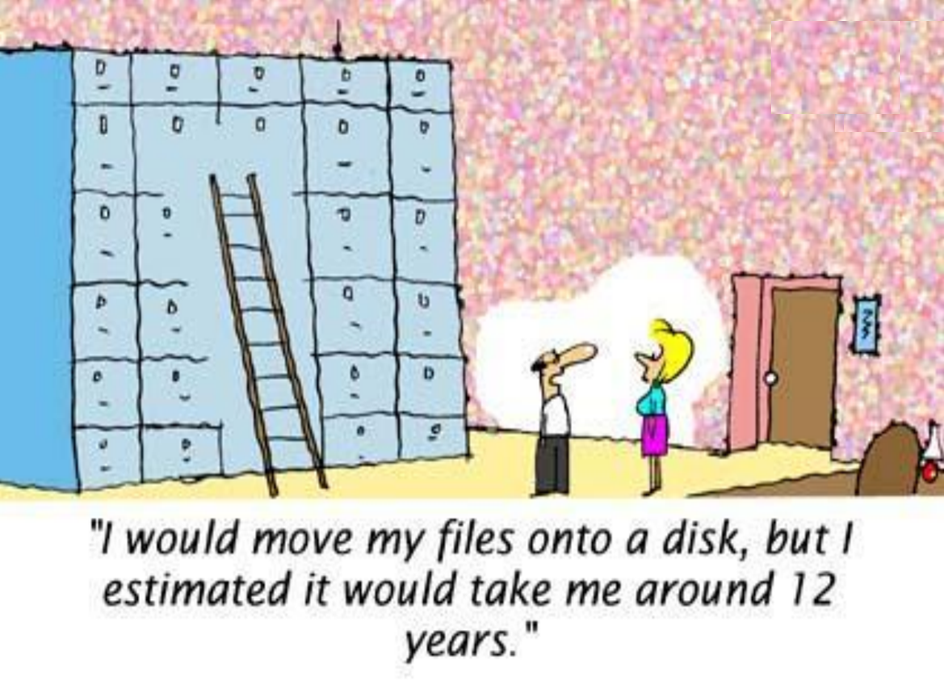 "I would move my files onto a disk, but I
estimated it would take me around 12
years."